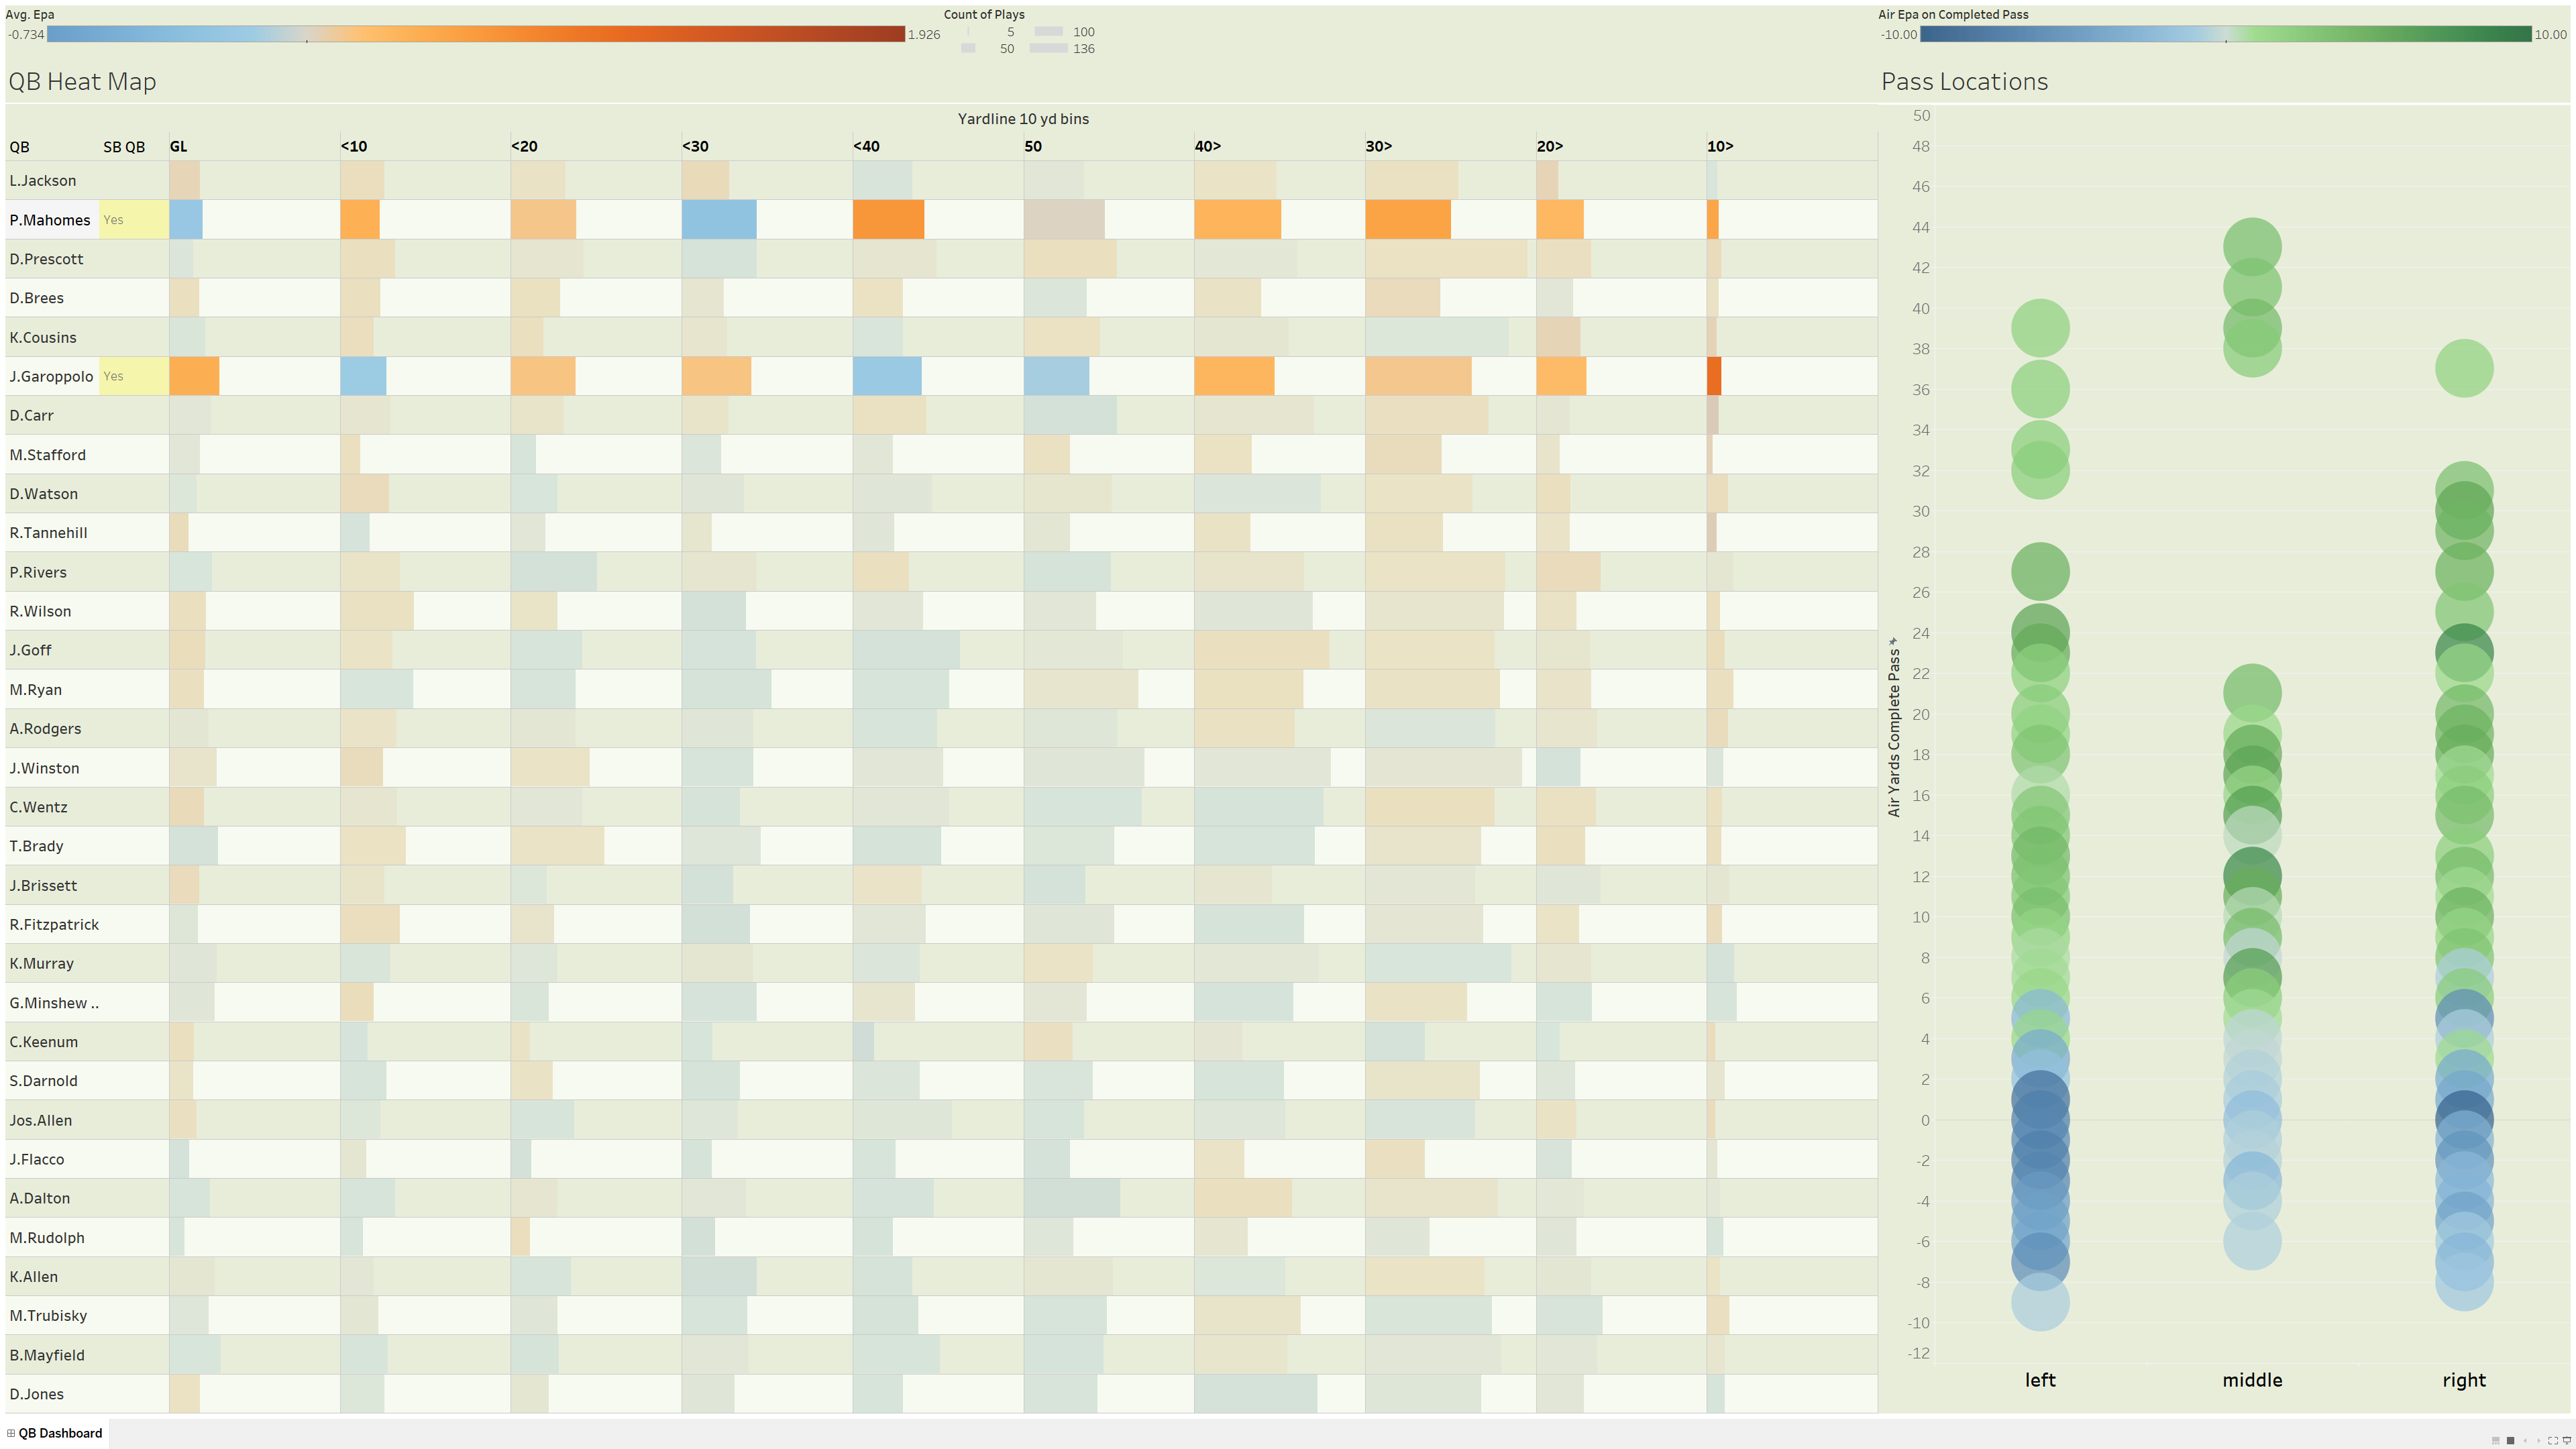 Avg. Epa
-0.734 1.926
Count of Plays
5 100
50 136
Air Epa on Completed Pass
-10.00 10.00
QB Heat Map
Pass Locations
Yardline 10 yd bins
QB SB QB GL <10 <20 <30 <40 50 40> 30> 20> 10>
L.Jackson
P.Mahomes Yes
D.Prescott
D.Brees
K.Cousins
J.Garoppolo Yes
D.Carr
M.Stafford
D.Watson
R.Tannehill
P.Rivers
R.Wilson
J.Goff
M.Ryan
A.Rodgers
J.Winston
C.Wentz
T.Brady
J.Brissett
R.Fitzpatrick
K.Murray
G.Minshew ..
C.Keenum
S.Darnold
Jos.Allen
J.Flacco
A.Dalton
M.Rudolph
K.Allen
M.Trubisky
B.Mayfield
D.Jones
Air Yards Complete Pass
50
48
46
44
42
40
38
36
34
32
30
28
26
24
22
20
18
16
14
12
10
8
6
4
2
0
-2
-4
-6
-8
-10
-12
left middle right
QB Dashboard